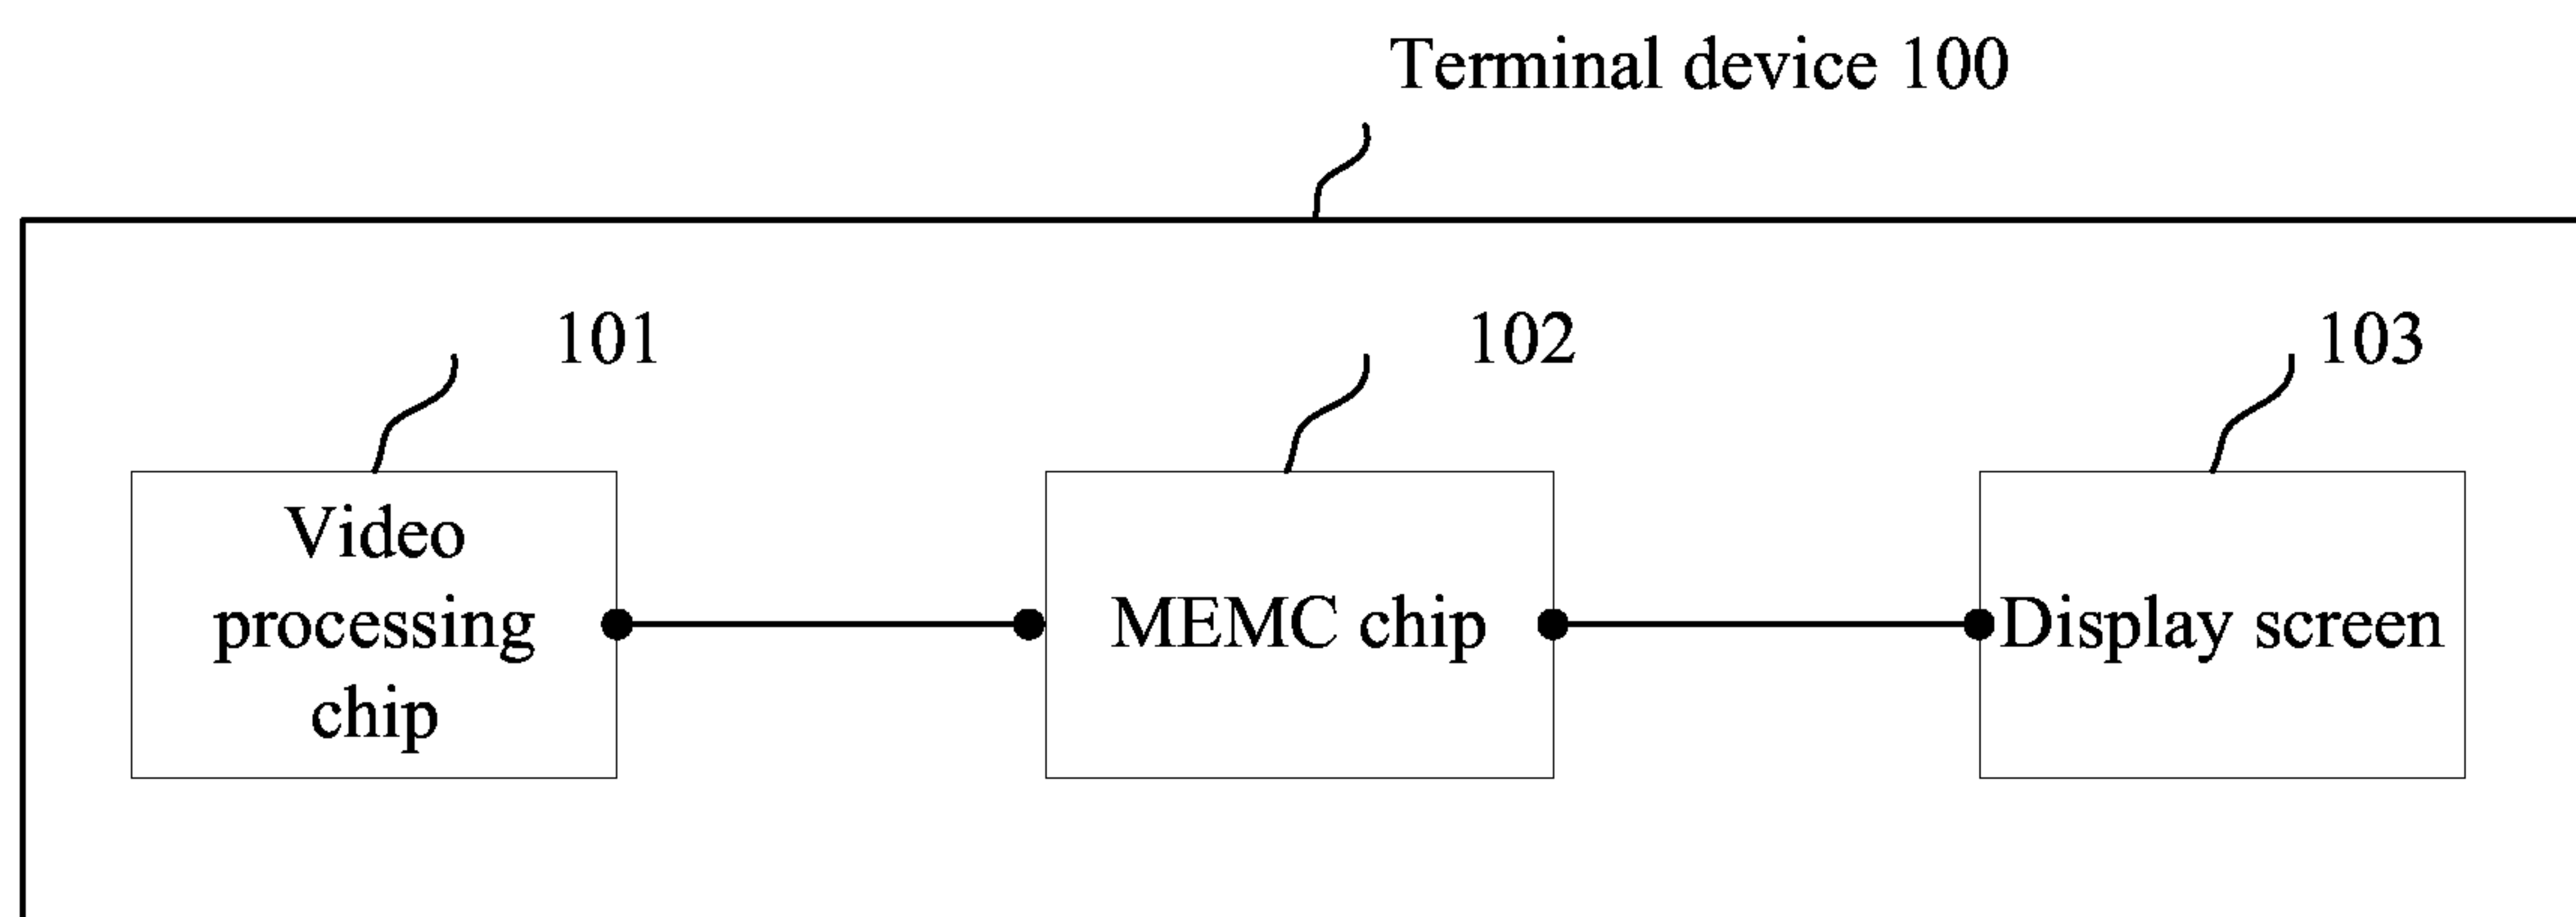 Terminal device 100
101
102
103
Video
processing
chip
MEMC chip
Display screen